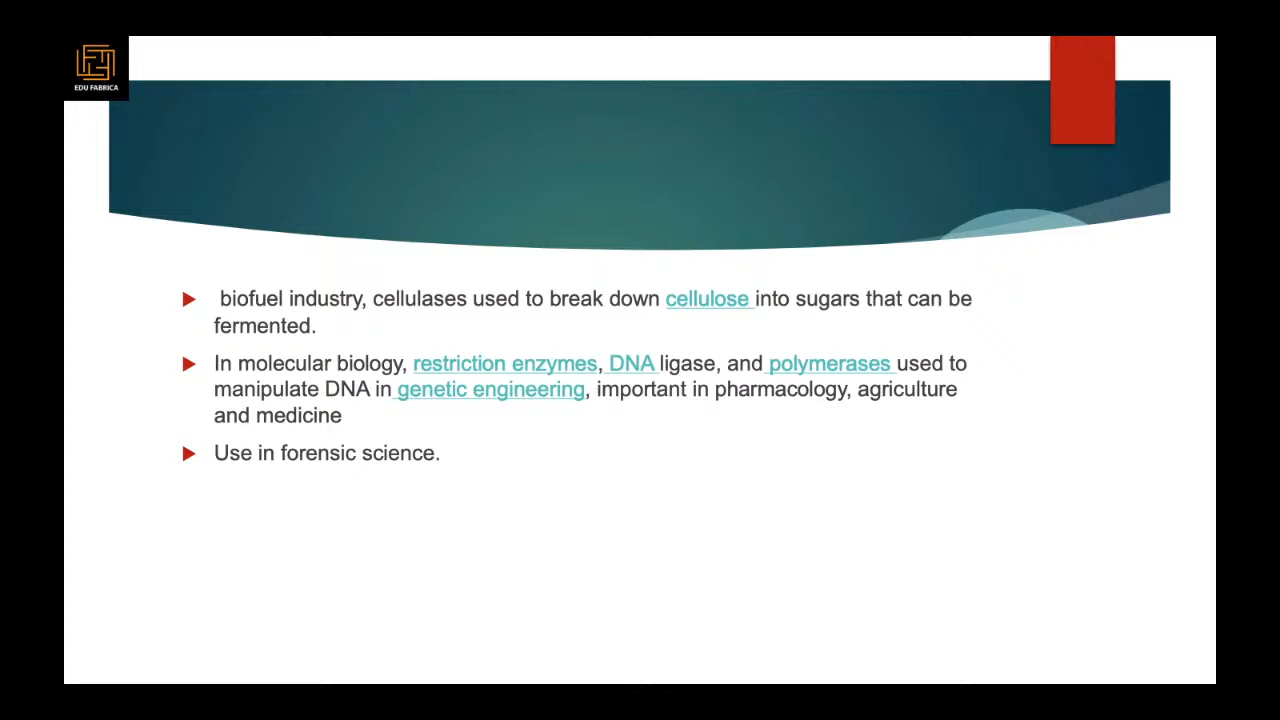 EDU FABRICA
biofuel industry, cellulases used to break down cellulose into sugars that can be
fermented.
In molecular biology, restriction enzymes, DNA ligase, and polymerases used to
manipulate DNA in genetic engineering, important in pharmacology, agriculture
and medicine
Use in forensic science.